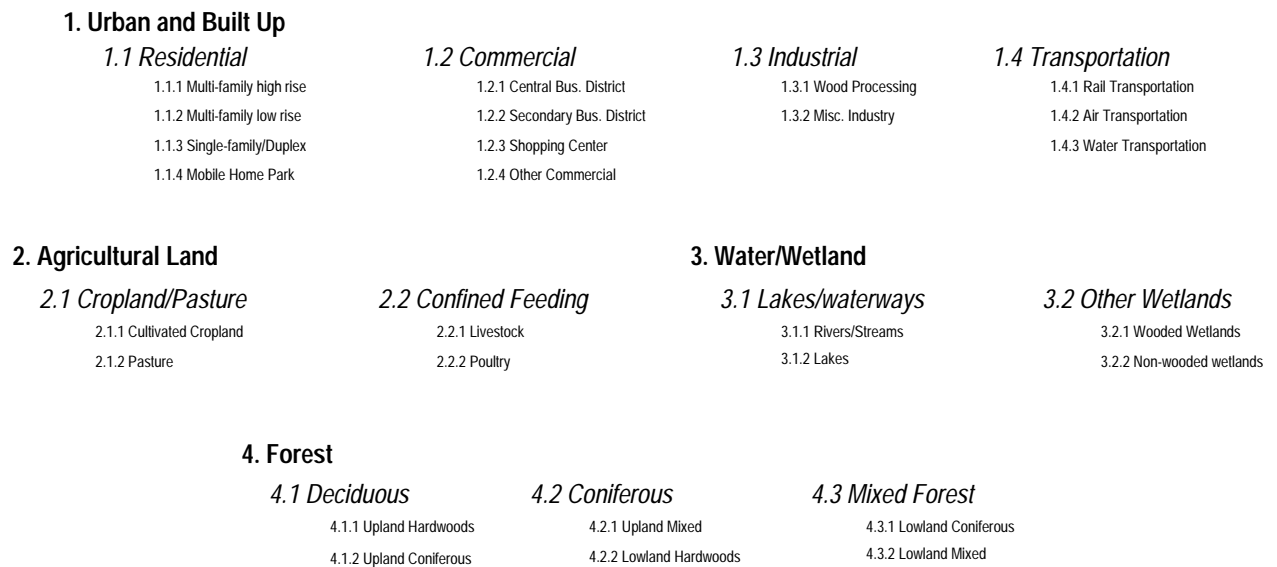 1. Urban and Built Up
1.1 Residential
1.1.1 Multi-family high rise
1.1.2 Multi-family low rise
1.1.3 Single-family/Duplex
1.1.4 Mobile Home Park
1.2 Commercial
1.2.1 Central Bus. District
1.2.2 Secondary Bus. District
1.2.3 Shopping Center
1.2.4 Other Commercial
1.3 Industrial
1.3.1 Wood Processing
1.3.2 Misc. Industry
1.4 Transportation
1.4.1 Rail Transportation
1.4.2 Air Transportation
1.4.3 Water Transportation
2. Agricultural Land
2.1 Cropland/Pasture
2.1.1 Cultivated Cropland
2.1.2 Pasture
2.2 Confined Feeding
2.2.1 Livestock
2.2.2 Poultry
3. Water/Wetland
3.1 Lakes/waterways
3.1.1 Rivers/Streams
3.1.2 Lakes
3.2 Other Wetlands
3.2.1 Wooded Wetlands
3.2.2 Non-wooded wetlands
4. Forest
4.1 Deciduous
4.1.1 Upland Hardwoods
4.1.2 Upland Coniferous
4.2 Coniferous
4.2.1 Upland Mixed
4.2.2 Lowland Hardwoods
4.3 Mixed Forest
4.3.1 Lowland Coniferous
4.3.2 Lowland Mixed